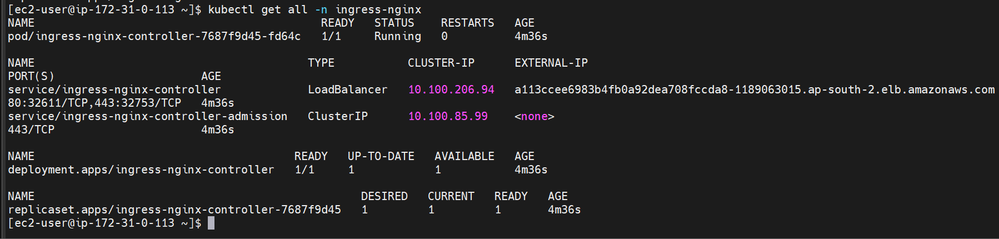 [ec2-user@ip-172-31-0-113 ~]$ kubectl get all -n ingress-nginx
NAME                                           READY   STATUS    RESTARTS   AGE
pod/ingress-nginx-controller-7687f9d45-fd64c   1/1     Running   0          4m36s

NAME                                         TYPE           CLUSTER-IP      EXTERNAL-IP
PORT(S)                      AGE
service/ingress-nginx-controller             LoadBalancer   10.100.206.94   a113ccee6983b4fb0a92dea708fccda8-1189063015.ap-south-2.elb.amazonaws.com
80:32611/TCP,443:32753/TCP   4m36s
service/ingress-nginx-controller-admission   ClusterIP      10.100.85.99    <none>
443/TCP                      4m36s

NAME                                       READY   UP-TO-DATE   AVAILABLE   AGE
deployment.apps/ingress-nginx-controller   1/1     1            1           4m36s

NAME                                                 DESIRED   CURRENT   READY   AGE
replicaset.apps/ingress-nginx-controller-7687f9d45   1         1         1       4m36s
[ec2-user@ip-172-31-0-113 ~]$